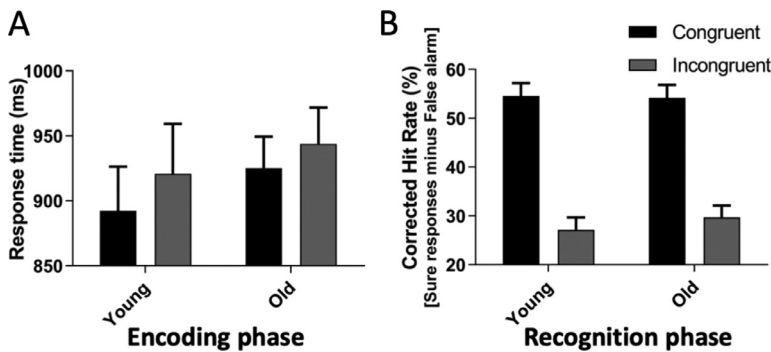 A
Response time (ms)
1000
950
900
850
Young
Old
Encoding phase
B
Congruent
Incongruent
Corrected Hit Rate (%)
[Sure responses minus False alarm]
60
50
40
30
20
Young
Old
Recognition phase